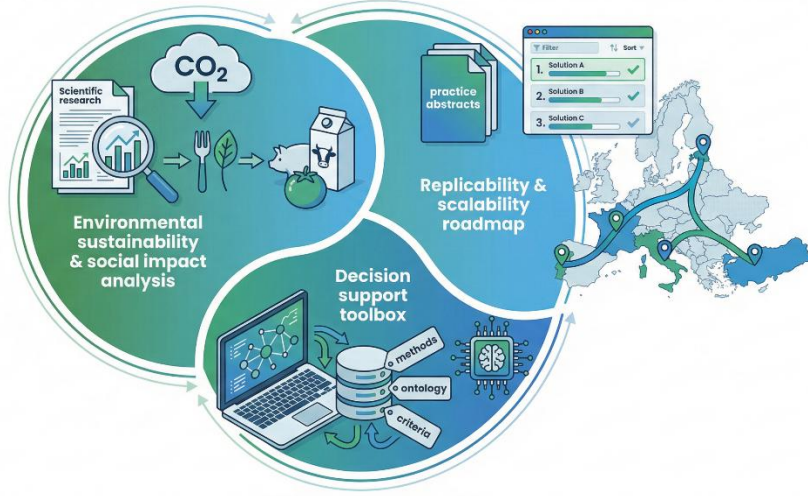 Scientific
research
CO₂
Environmental
sustainability
& social impact
analysis
practice
abstracts
Filter
Sort
1. Solution A
2. Solution B
3. Solution C
Replicability &
scalability
roadmap
Decision
support
toolbox
methods
ontology
criteria